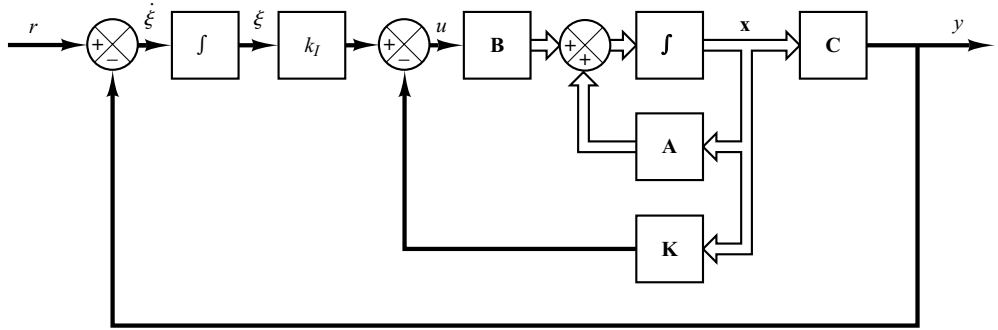 r + − ξ̇ ∫ ξ k_I + − u B + + ∫ x C y
A
K